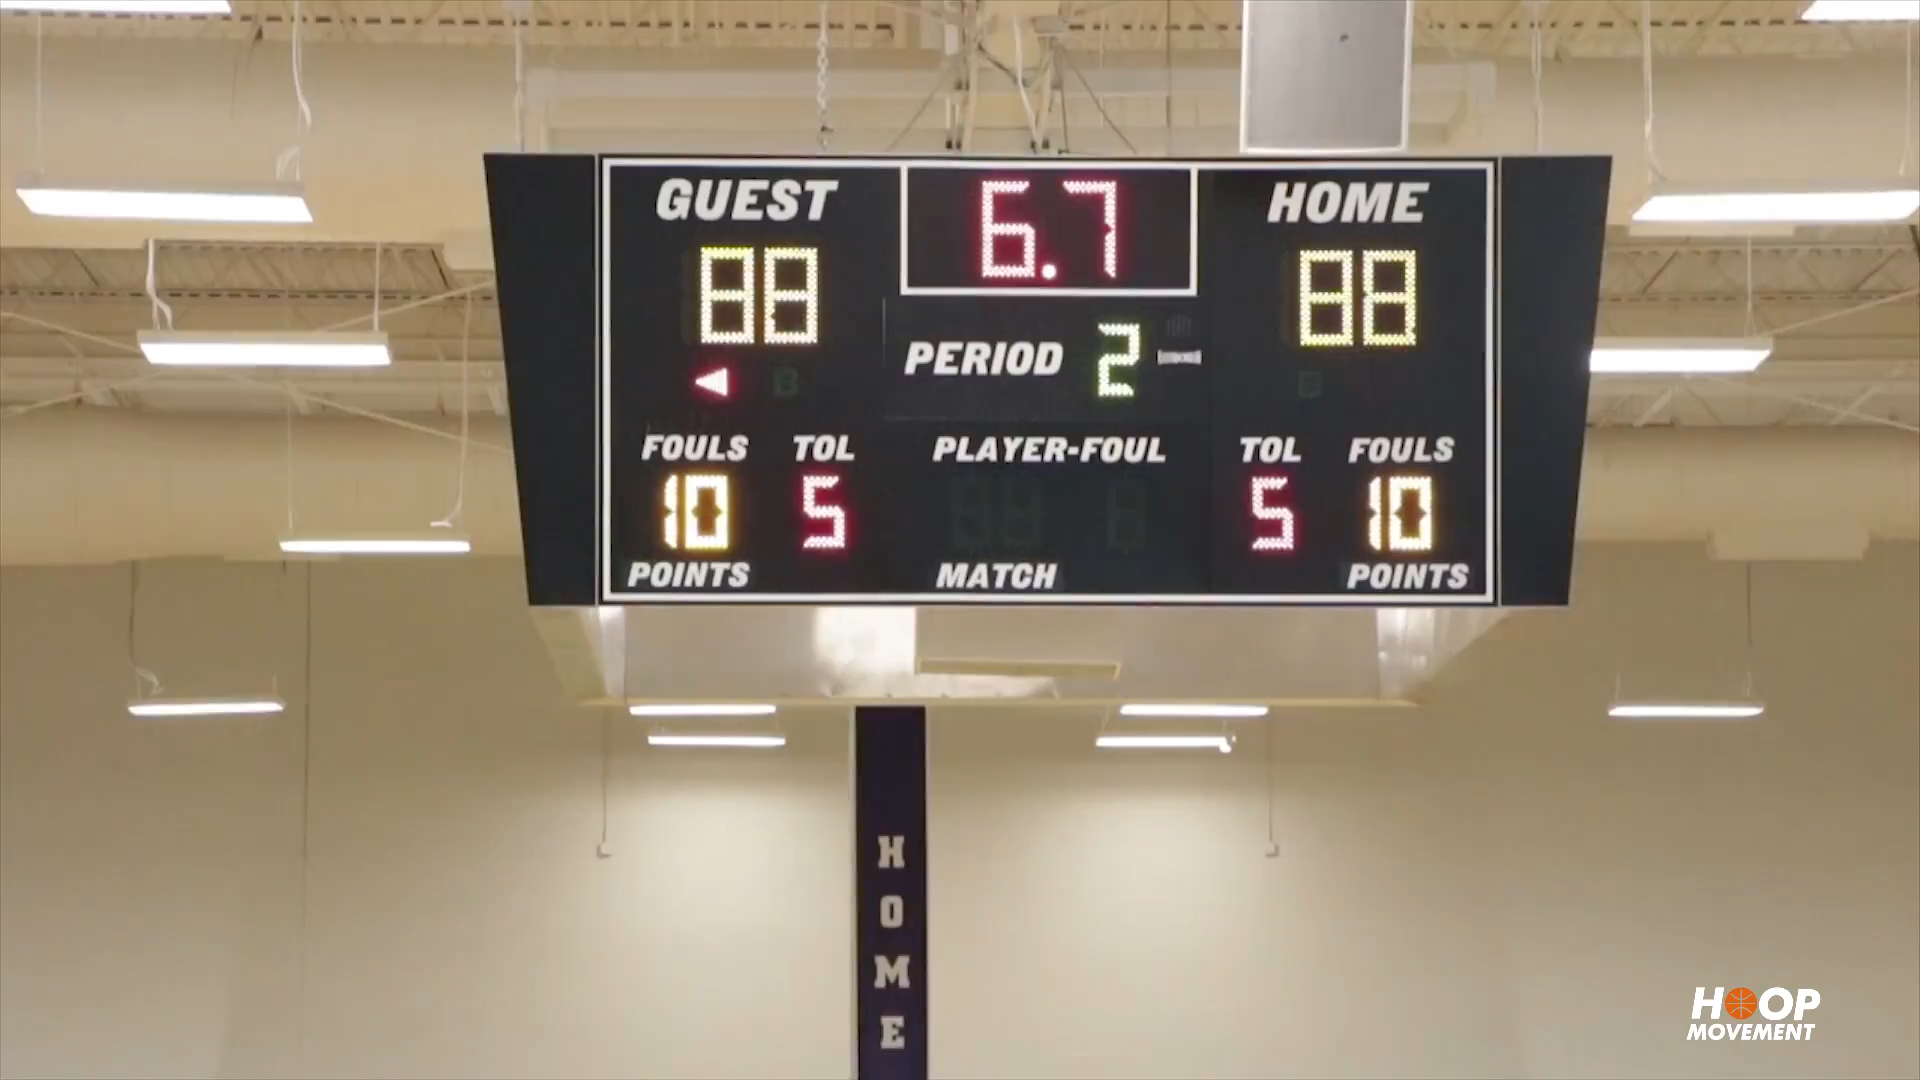 GUEST
6.7
HOME
88
88
PERIOD 2
FOULS
TOL
PLAYER-FOUL
TOL
FOULS
10
5
5
10
POINTS
MATCH
POINTS
HOME
HOOP
MOVEMENT